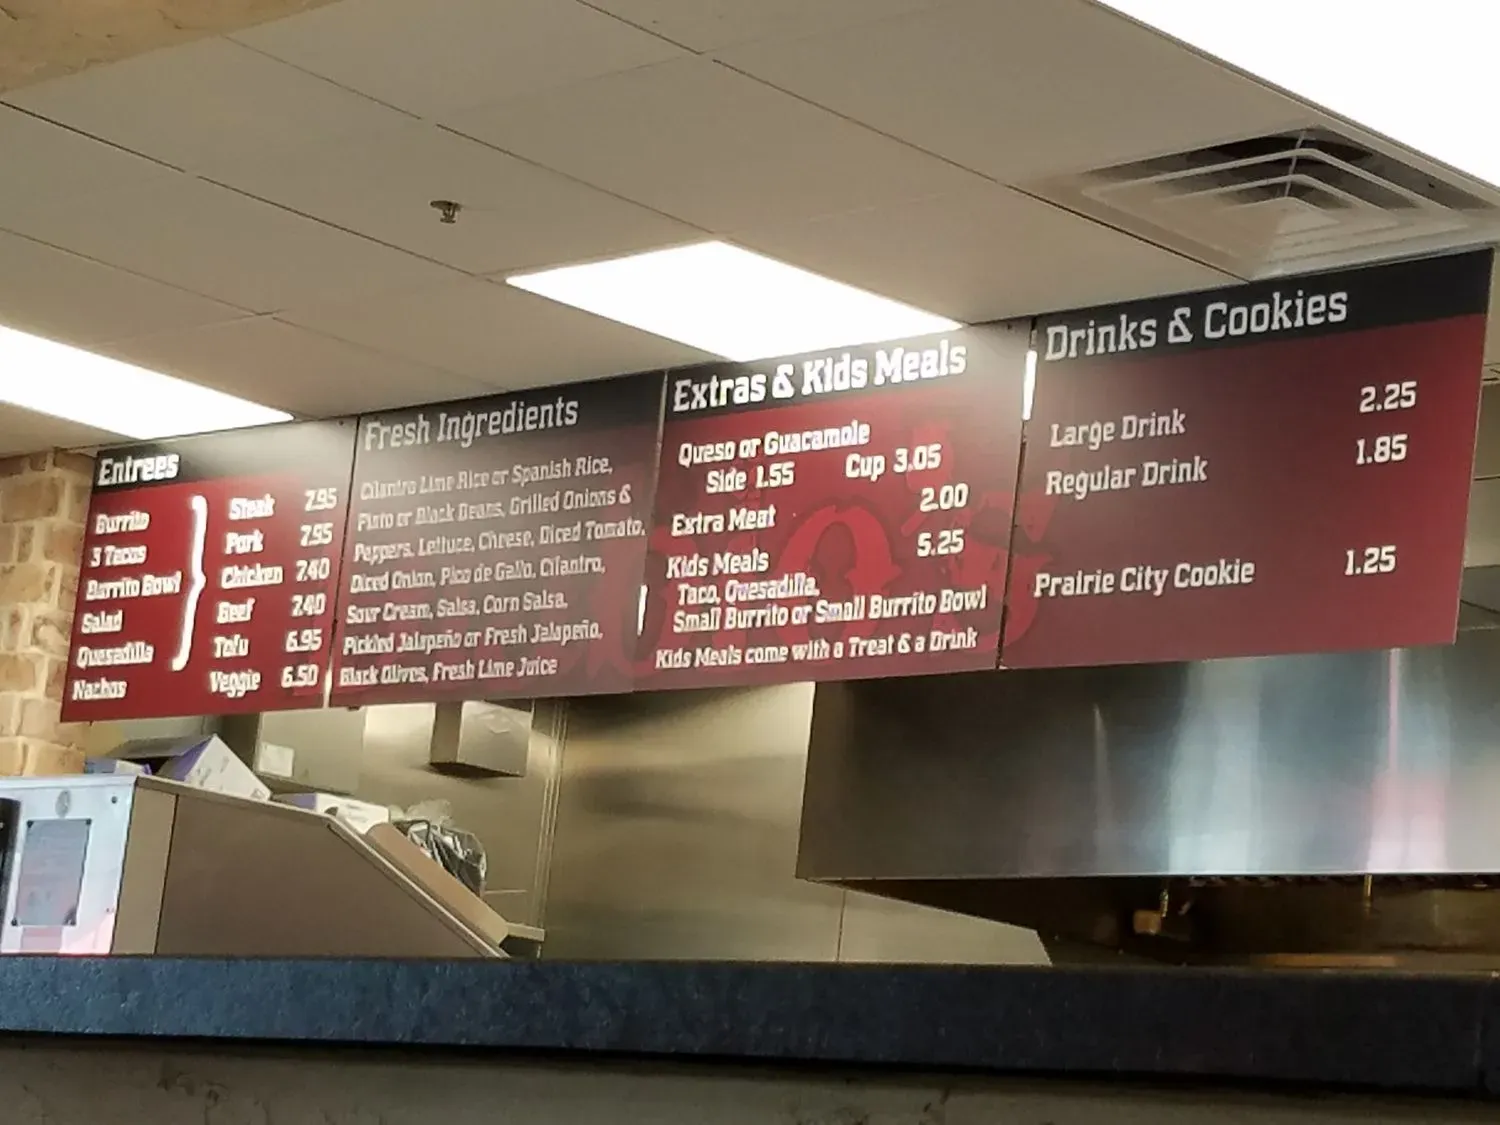 Entrees
Burrito
3 Tacos
Burrito Bowl
Salad
Quesadilla
Nachos
Steak 7.95
Pork
Chicken 7.40
Beef 7.40
Tofu 6.95
Veggie 6.50
Fresh Ingredients
Cilantro Lime Rice or Spanish Rice,
Pinto or Black Beans, Grilled Onions &
Peppers, Lettuce, Cheese, Diced Tomato,
Diced Onion, Pico de Gallo, Cilantro,
Sour Cream, Salsa, Corn Salsa,
Pickled Jalapeño or Fresh Jalapeño,
Black Olives, Fresh Lime Juice
Extras & Kids Meals
Queso or Guacamole
Side 1.55 Cup 3.05
Extra Meat 2.00
Kids Meals 5.25
Taco, Quesadilla,
Small Burrito or Small Burrito Bowl
Kids Meals come with a Treat & a Drink
Drinks & Cookies
Large Drink 2.25
Regular Drink 1.85
Prairie City Cookie 1.25